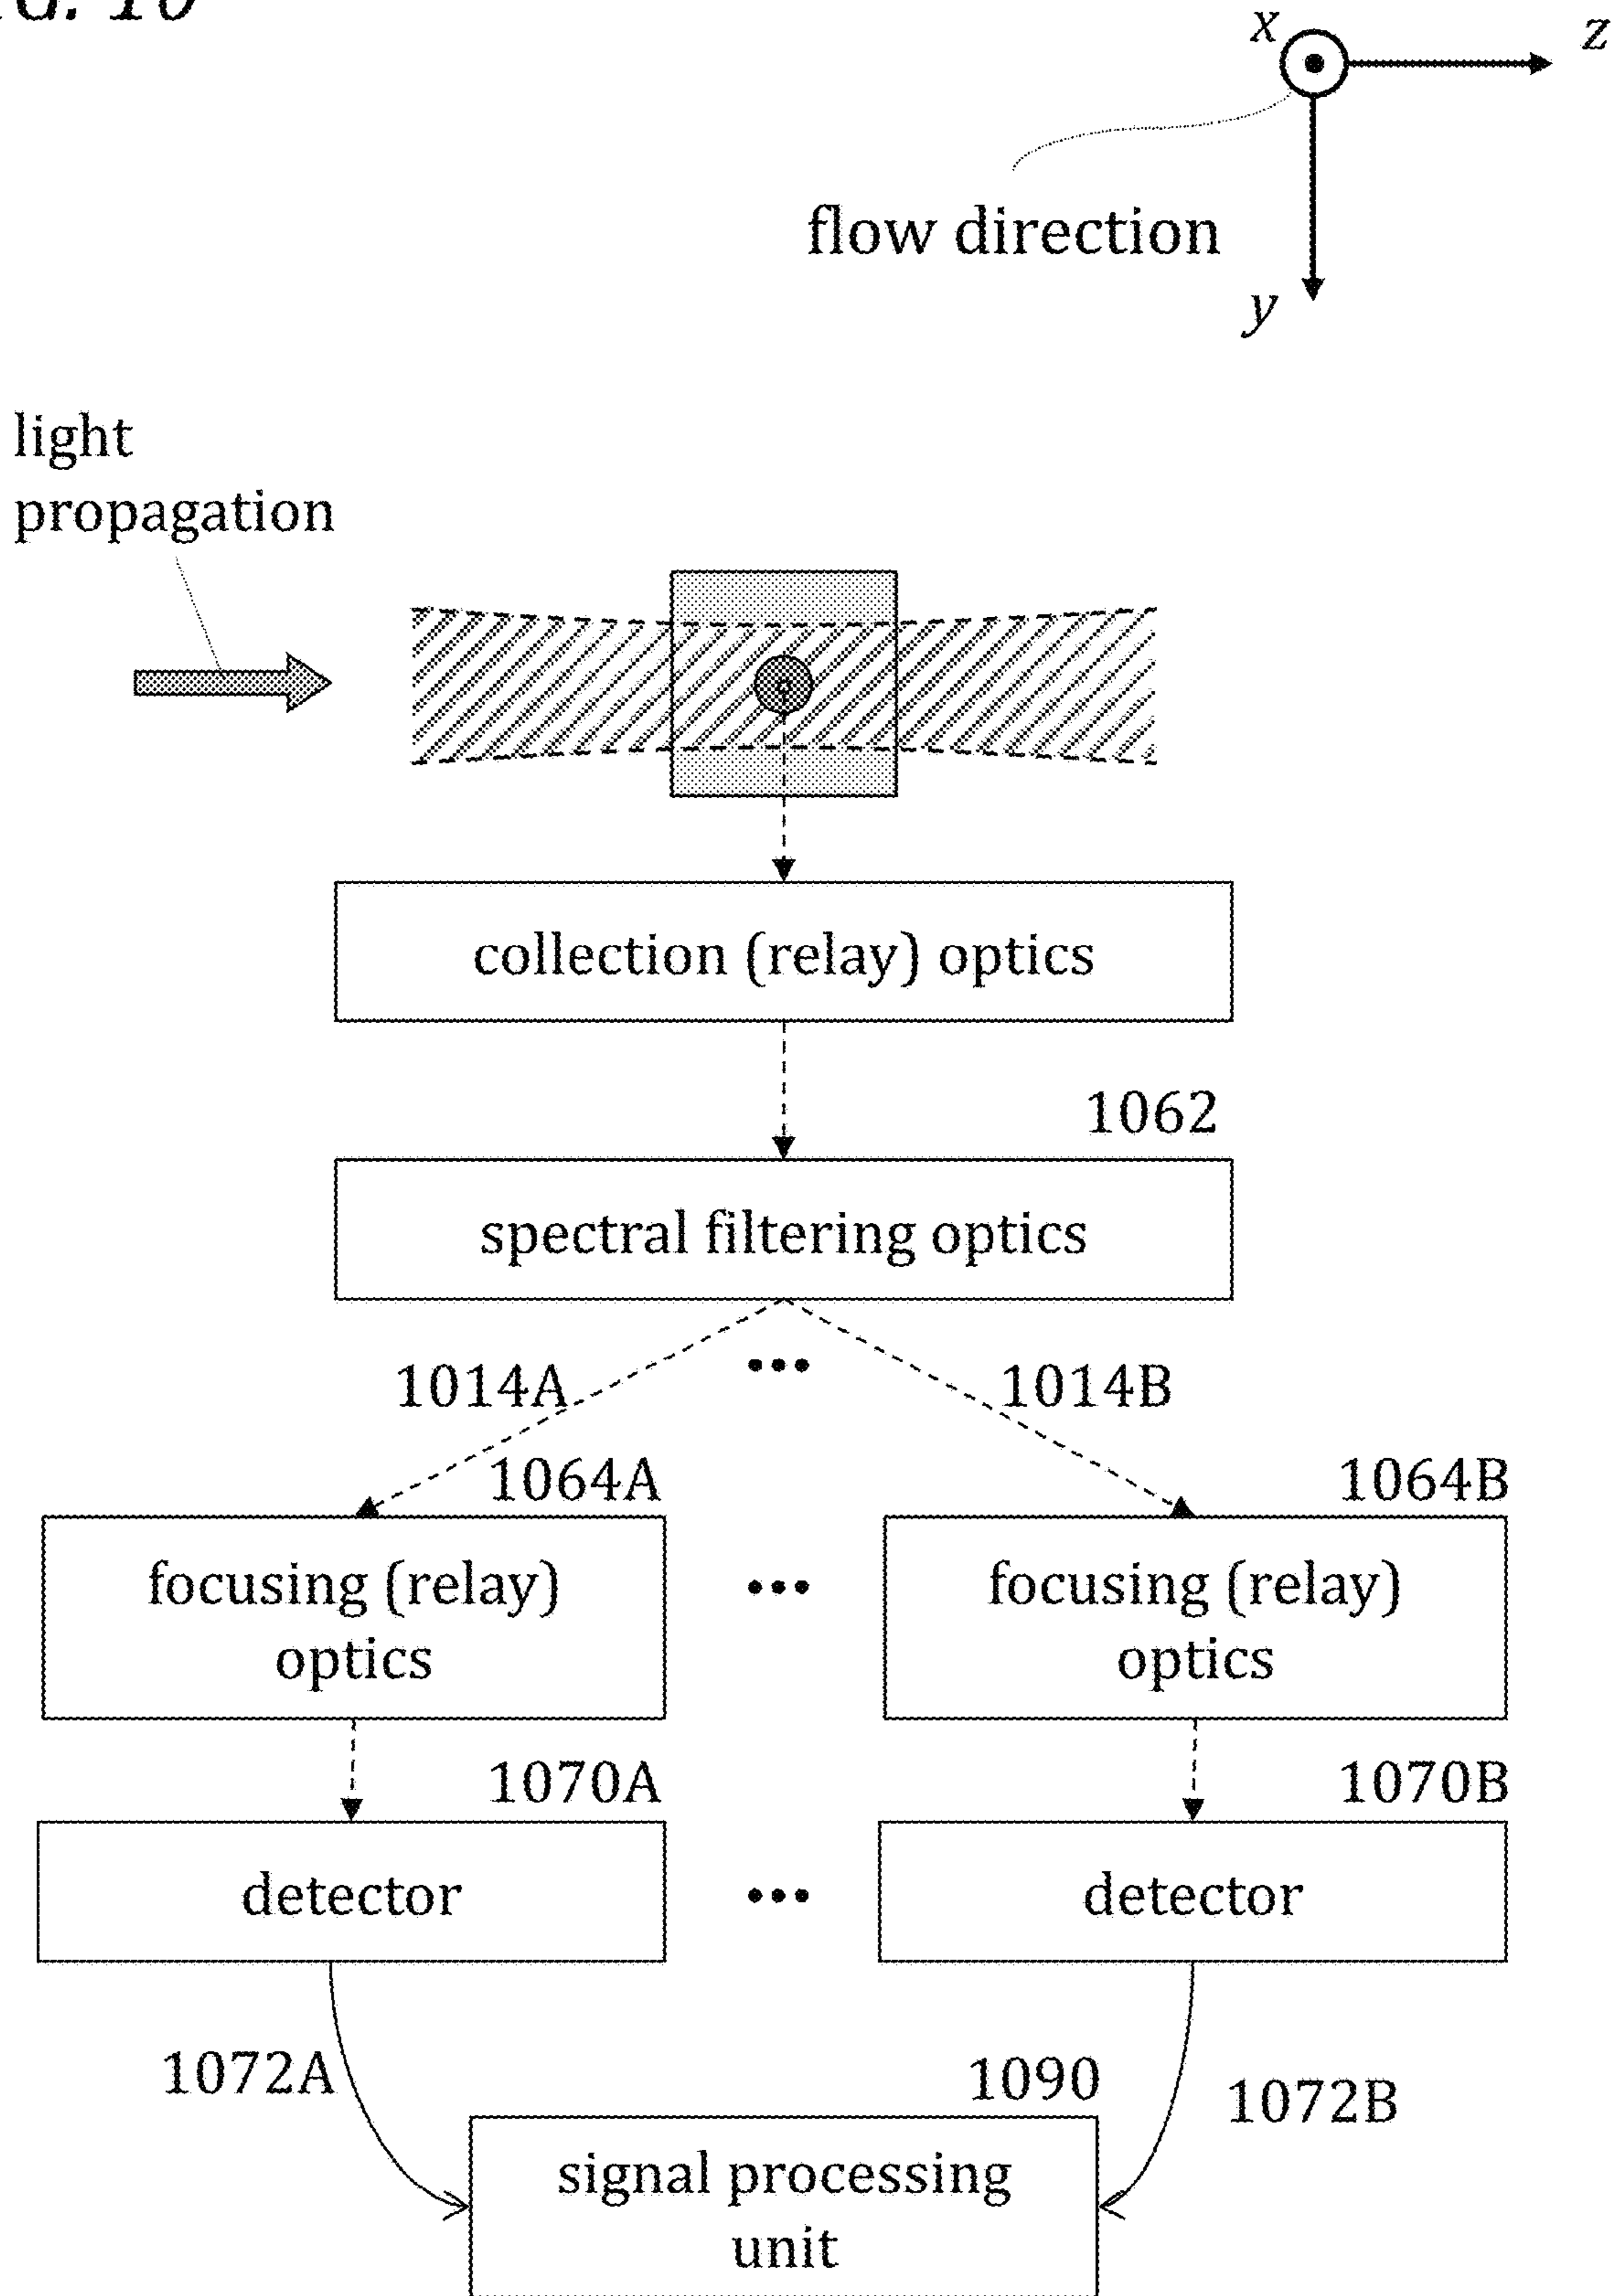 G. 10
x
z
flow direction
y
light
propagation
collection (relay) optics
1062
spectral filtering optics
1014A
1014B
1064A
1064B
focusing (relay)
optics
focusing (relay)
optics
1070A
1070B
detector
detector
1072A
1090
1072B
signal processing
unit